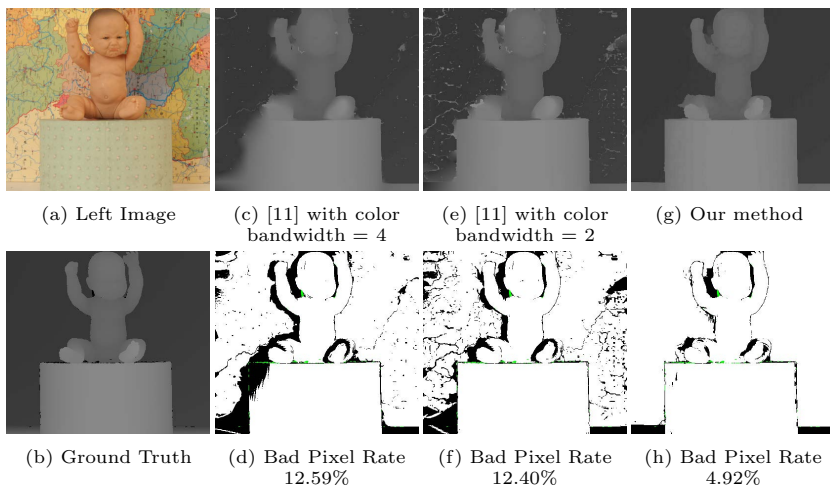 (a) Left Image
(c) [11] with color
bandwidth = 4
(e) [11] with color
bandwidth = 2
(g) Our method
(b) Ground Truth
(d) Bad Pixel Rate
12.59%
(f) Bad Pixel Rate
12.40%
(h) Bad Pixel Rate
4.92%